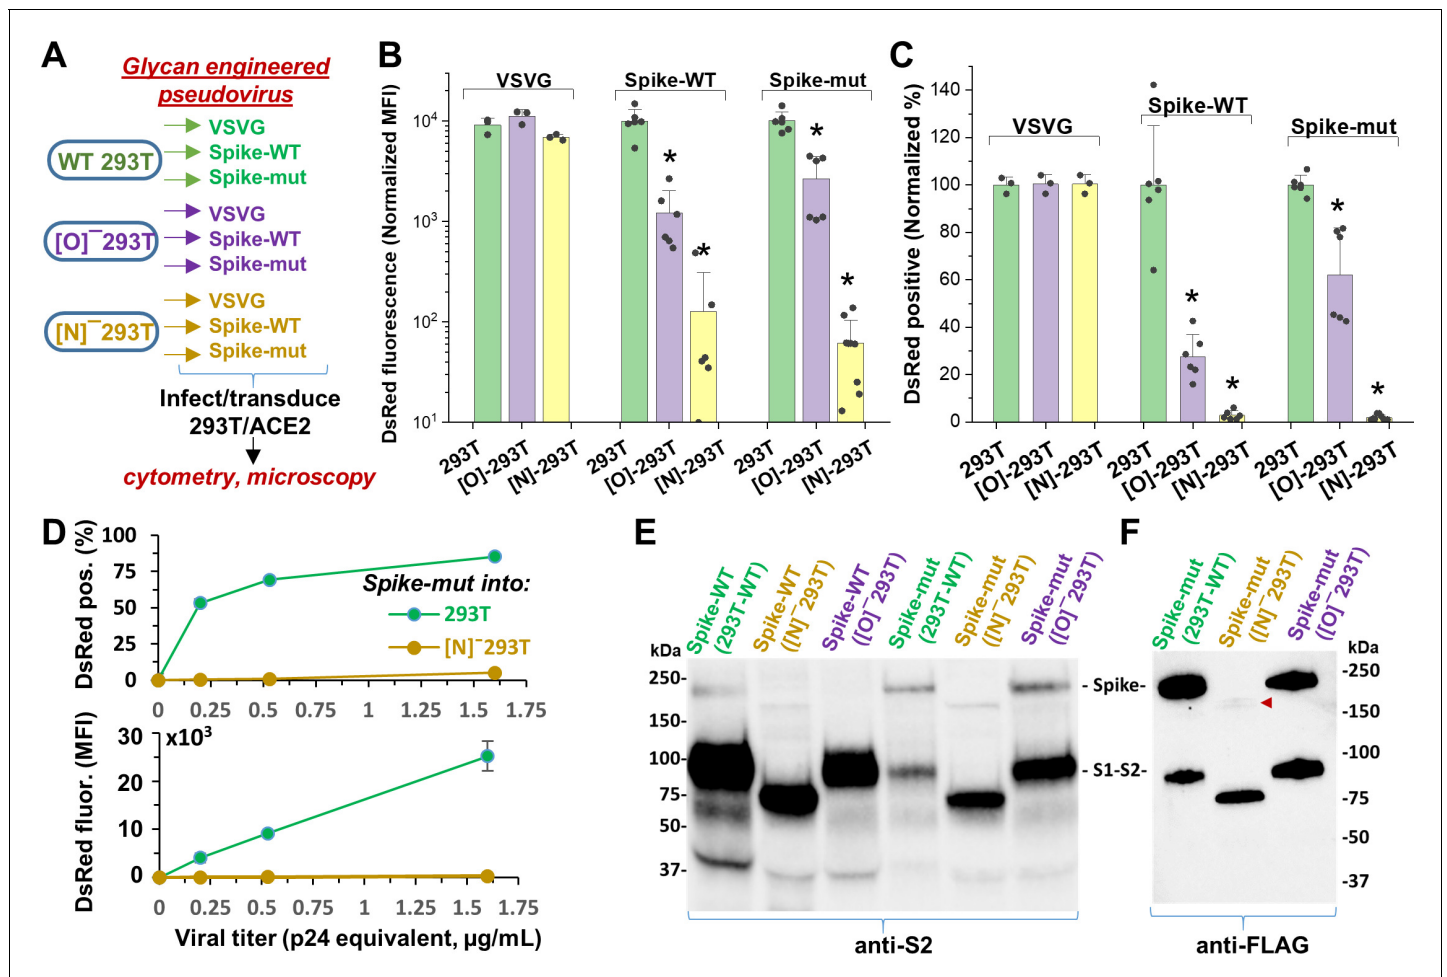 A
Glycan engineered
pseudovirus
WT 293T
VSVG
Spike-WT
Spike-mut
[O]⁻293T
VSVG
Spike-WT
Spike-mut
[N]⁻293T
VSVG
Spike-WT
Spike-mut
Infect/transduce
293T/ACE2
cytometry, microscopy
B
DsRed fluorescence (Normalized MFI)
10⁴
10³
10²
10¹
VSVG
Spike-WT
Spike-mut
*
*
*
*
293T
[O]-293T
[N]-293T
293T
[O]-293T
[N]-293T
293T
[O]-293T
[N]-293T
C
DsRed positive (Normalized %)
140
120
100
80
60
40
20
0
VSVG
Spike-WT
Spike-mut
*
*
*
*
293T
[O]-293T
[N]-293T
293T
[O]-293T
[N]-293T
293T
[O]-293T
[N]-293T
D
DsRed pos. (%)
100
75
50
25
0
Spike-mut into:
293T
[N]⁻293T
0 0.25 0.5 0.75 1 1.25 1.5 1.75
DsRed fluor. (MFI)
30
20
10
0
x10³
0 0.25 0.5 0.75 1 1.25 1.5 1.75
Viral titer (p24 equivalent, µg/mL)
E
Spike-WT
(293T-WT)
Spike-WT
([N]⁻293T)
Spike-WT
([O]⁻293T)
Spike-mut
(293T-WT)
Spike-mut
([N]⁻293T)
Spike-mut
([O]⁻293T)
kDa
250-
150-
100-
75-
50-
37-
- Spike-
- S1-S2-
anti-S2
F
Spike-mut
(293T-WT)
Spike-mut
([N]⁻293T)
Spike-mut
([O]⁻293T)
kDa
-250
-150
-100
-75
-50
-37
anti-FLAG